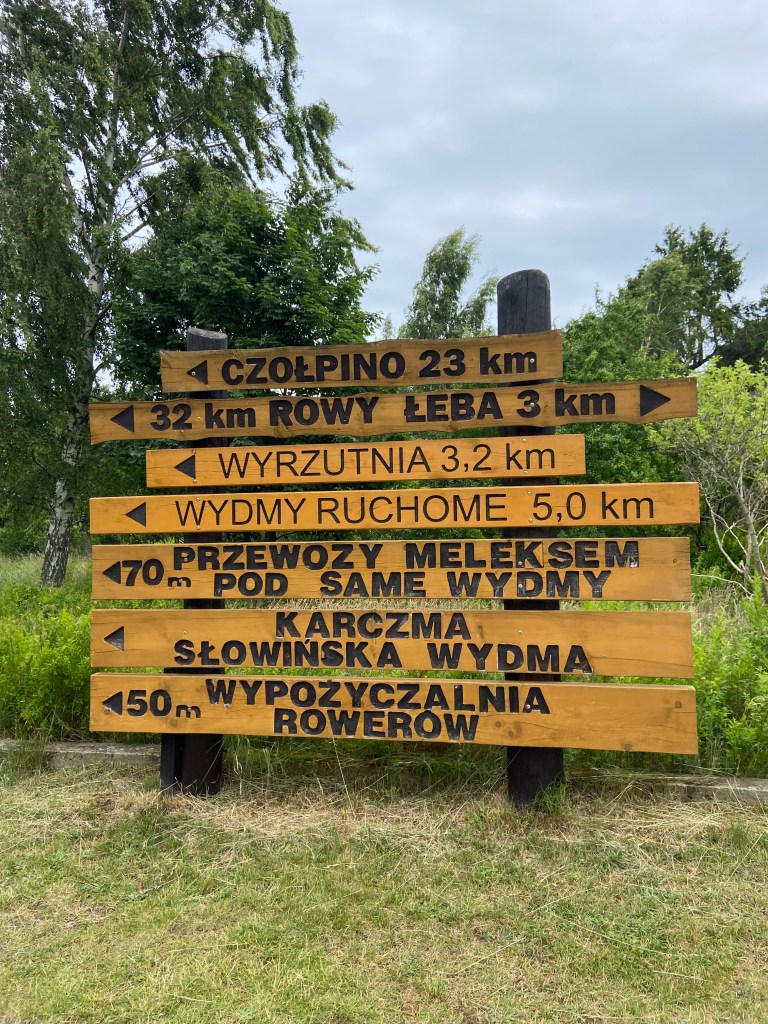 CZOŁPINO 23 km
32 km ROWY ŁEBA 3 km
WYRZUTNIA 3,2 km
WYDMY RUCHOME 5,0 km
70 m PRZEWOZY MELEKSEM
POD SAME WYDMY
KARCZMA
SŁOWIŃSKA WYDMA
50 m WYPOŻYCZALNIA
ROWERÓW